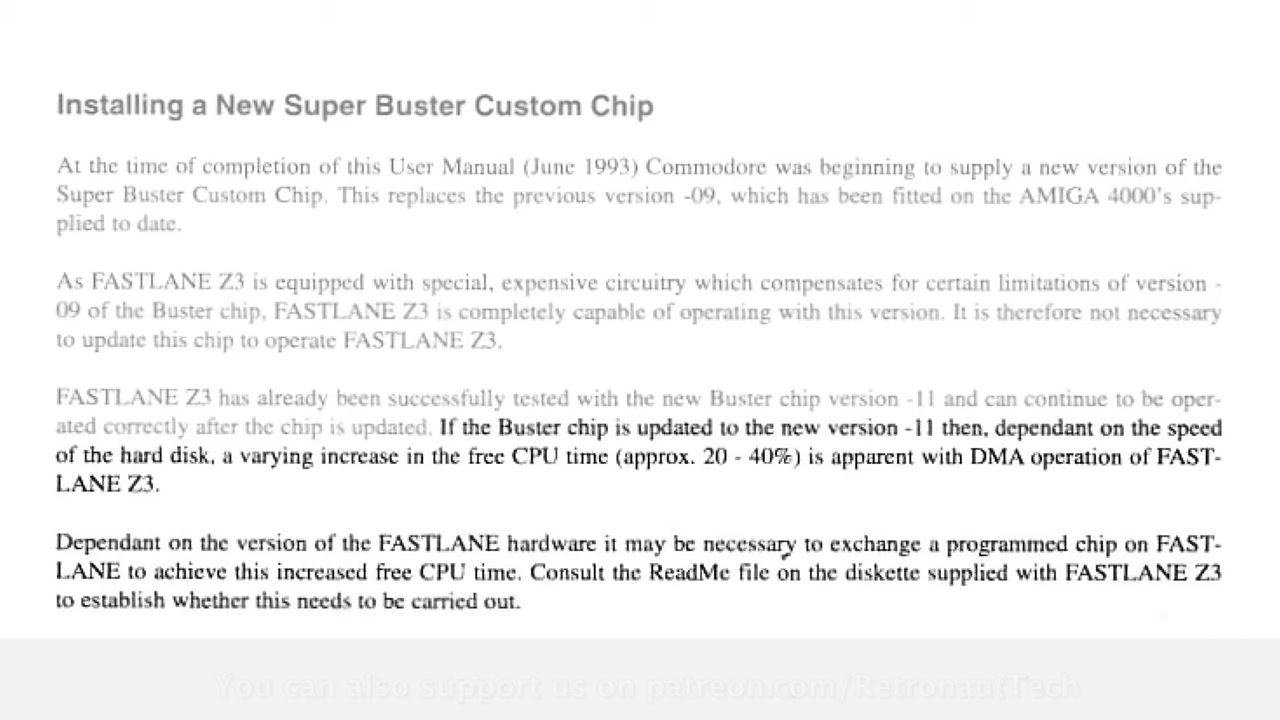 Installing a New Super Buster Custom Chip
At the time of completion of this User Manual (June 1993) Commodore was beginning to supply a new version of the
Super Buster Custom Chip. This replaces the previous version -09, which has been fitted on the AMIGA 4000's sup-
plied to date.
As FASTLANE Z3 is equipped with special, expensive circuitry which compensates for certain limitations of version -
09 of the Buster chip, FASTLANE Z3 is completely capable of operating with this version. It is therefore not necessary
to update this chip to operate FASTLANE Z3.
FASTLANE Z3 has already been successfully tested with the new Buster chip version -11 and can continue to be oper-
ated correctly after the chip is updated. If the Buster chip is updated to the new version -11 then, dependant on the speed
of the hard disk, a varying increase in the free CPU time (approx. 20 - 40%) is apparent with DMA operation of FAST-
LANE Z3.
Dependant on the version of the FASTLANE hardware it may be necessary to exchange a programmed chip on FAST-
LANE to achieve this increased free CPU time. Consult the ReadMe file on the diskette supplied with FASTLANE Z3
to establish whether this needs to be carried out.
You can also support us on patreon.com/RetronautTech